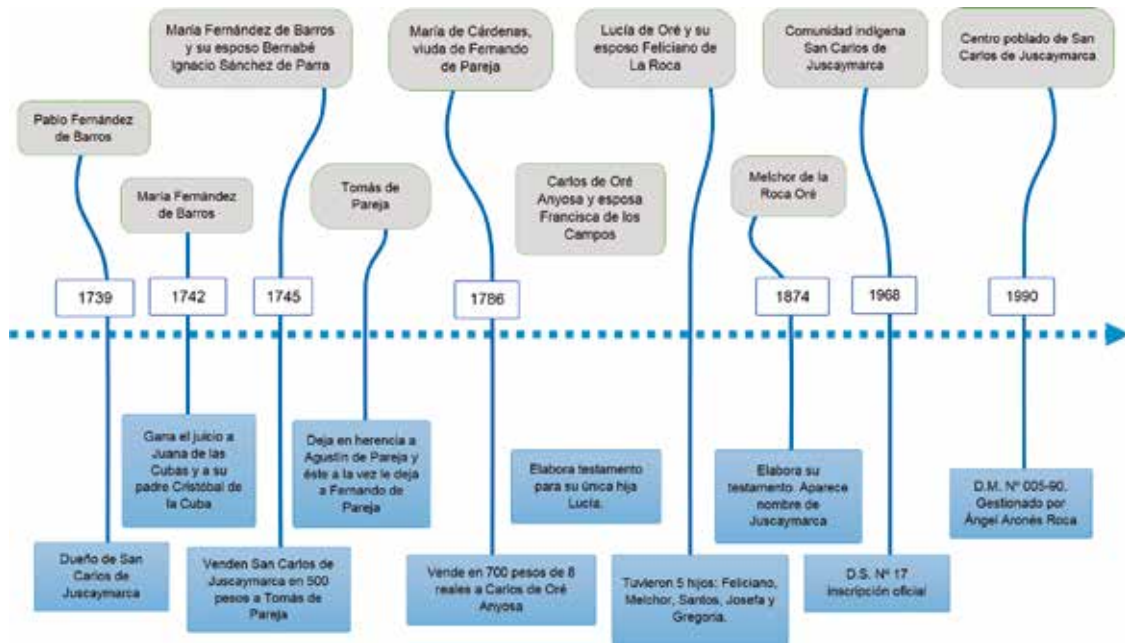 María Fernández de Barros
y su esposo Bernabé
Ignacio Sánchez de Parra
María de Cárdenas,
viuda de Fernando
de Pareja
Lucía de Oré y su
esposo Feliciano de
La Roca
Comunidad indígena
San Carlos de
Juscaymarca
Centro poblado de San
Carlos de Juscaymarca
Pablo Fernández
de Barros
María Fernández
de Barros
Tomás de
Pareja
Carlos de Oré
Anyosa y esposa
Francisca de los
Campos
Melchor de la
Roca Oré
1739
1742
1745
1786
1874
1968
1990
Gana el juicio a
Juana de las
Cubas y a su
padre Cristóbal de
la Cuba
Deja en herencia a
Agustín de Pareja y
éste a la vez le deja
a Fernando de
Pareja
Elabora testamento
para su única hija
Lucía.
Elabora su
testamento. Aparece
nombre de
Juscaymarca
D.M. Nº 005-90.
Gestionado por
Ángel Aronés Roca
Dueño de San
Carlos de
Juscaymarca
Venden San Carlos de
Juscaymarca en 500
pesos a Tomás de
Pareja
Vende en 700 pesos de 8
reales a Carlos de Oré
Anyosa
Tuvieron 5 hijos: Feliciano,
Melchor, Santos, Josefa y
Gregoria.
D.S. Nº 17
inscripción oficial